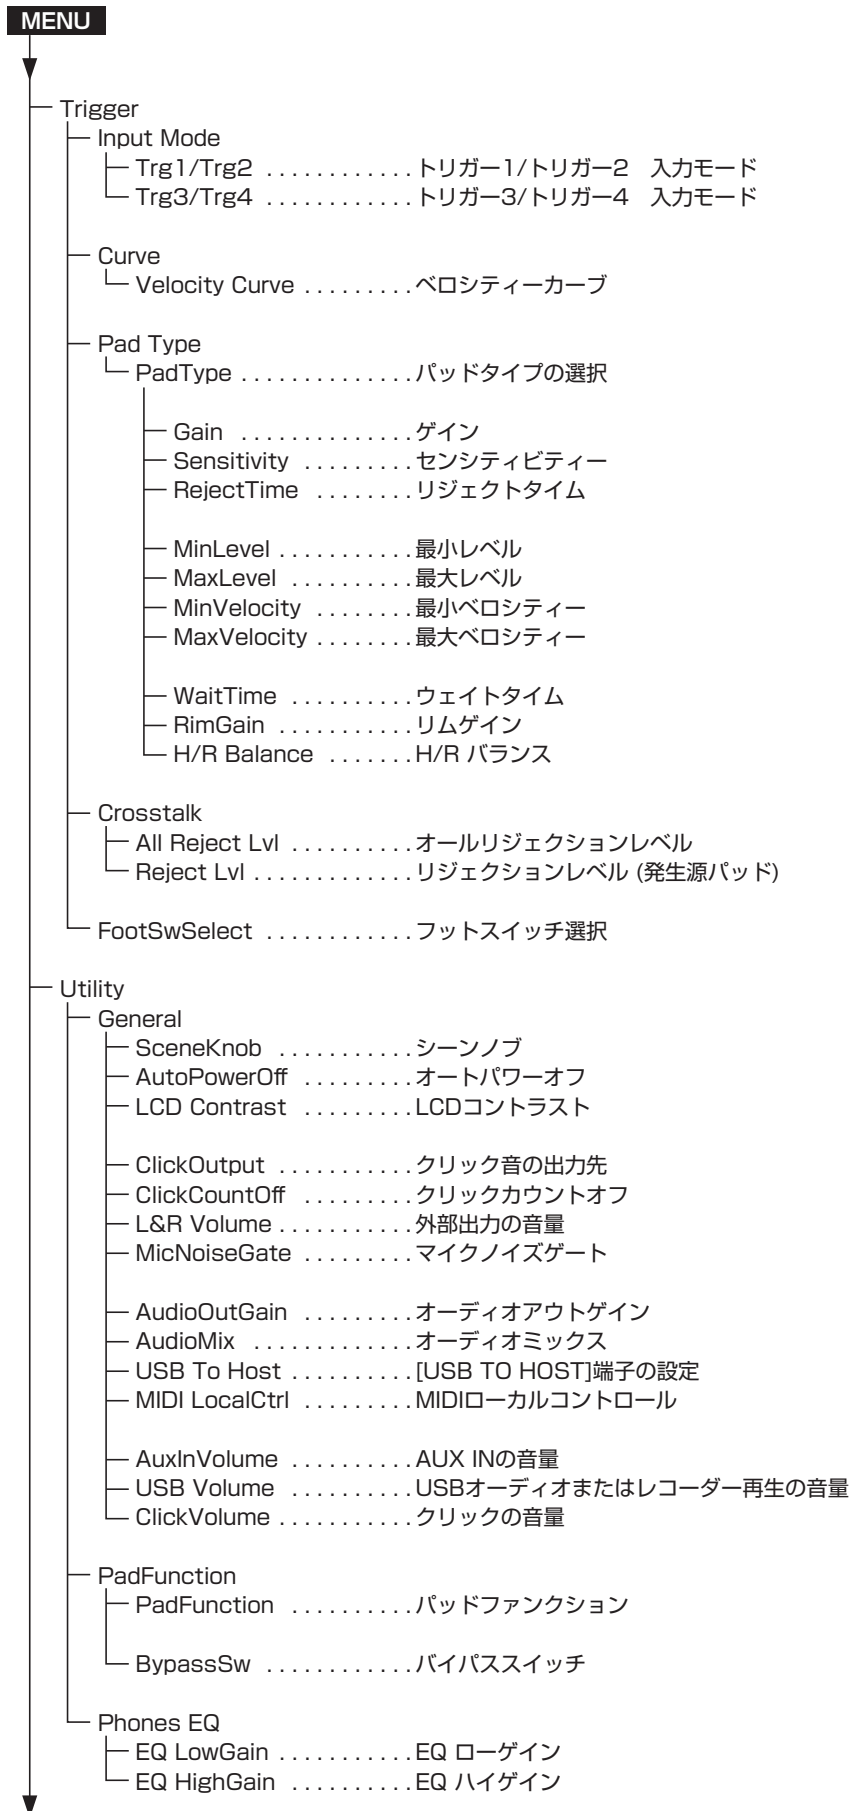 MENU
Trigger
Input Mode
Trg1/Trg2 . . . . . . . . . . . . トリガー1/トリガー2　入力モード
Trg3/Trg4 . . . . . . . . . . . . トリガー3/トリガー4　入力モード
Curve
Velocity Curve . . . . . . . . . ベロシティーカーブ
Pad Type
PadType . . . . . . . . . . . . . . パッドタイプの選択
Gain . . . . . . . . . . . . . . ゲイン
Sensitivity . . . . . . . . . センシティビティー
RejectTime . . . . . . . . リジェクトタイム
MinLevel . . . . . . . . . . . 最小レベル
MaxLevel . . . . . . . . . . 最大レベル
MinVelocity . . . . . . . . 最小ベロシティー
MaxVelocity . . . . . . . . 最大ベロシティー
WaitTime . . . . . . . . . . ウェイトタイム
RimGain . . . . . . . . . . . リムゲイン
H/R Balance . . . . . . . H/R バランス
Crosstalk
All Reject Lvl . . . . . . . . . . オールリジェクションレベル
Reject Lvl . . . . . . . . . . . . . リジェクションレベル (発生源パッド)
FootSwSelect . . . . . . . . . . . . フットスイッチ選択
Utility
General
SceneKnob . . . . . . . . . . . シーンノブ
AutoPowerOff . . . . . . . . . オートパワーオフ
LCD Contrast . . . . . . . . . LCDコントラスト
ClickOutput . . . . . . . . . . . クリック音の出力先
ClickCountOff . . . . . . . . . クリックカウントオフ
L&R Volume . . . . . . . . . . . 外部出力の音量
MicNoiseGate . . . . . . . . . マイクノイズゲート
AudioOutGain . . . . . . . . . オーディオアウトゲイン
AudioMix . . . . . . . . . . . . . オーディオミックス
USB To Host . . . . . . . . . . [USB TO HOST]端子の設定
MIDI LocalCtrl . . . . . . . . . MIDIローカルコントロール
AuxInVolume . . . . . . . . . . AUX INの音量
USB Volume . . . . . . . . . . USBオーディオまたはレコーダー再生の音量
ClickVolume . . . . . . . . . . . クリックの音量
PadFunction
PadFunction . . . . . . . . . . パッドファンクション
BypassSw . . . . . . . . . . . . バイパススイッチ
Phones EQ
EQ LowGain . . . . . . . . . . . EQ ローゲイン
EQ HighGain . . . . . . . . . . EQ ハイゲイン